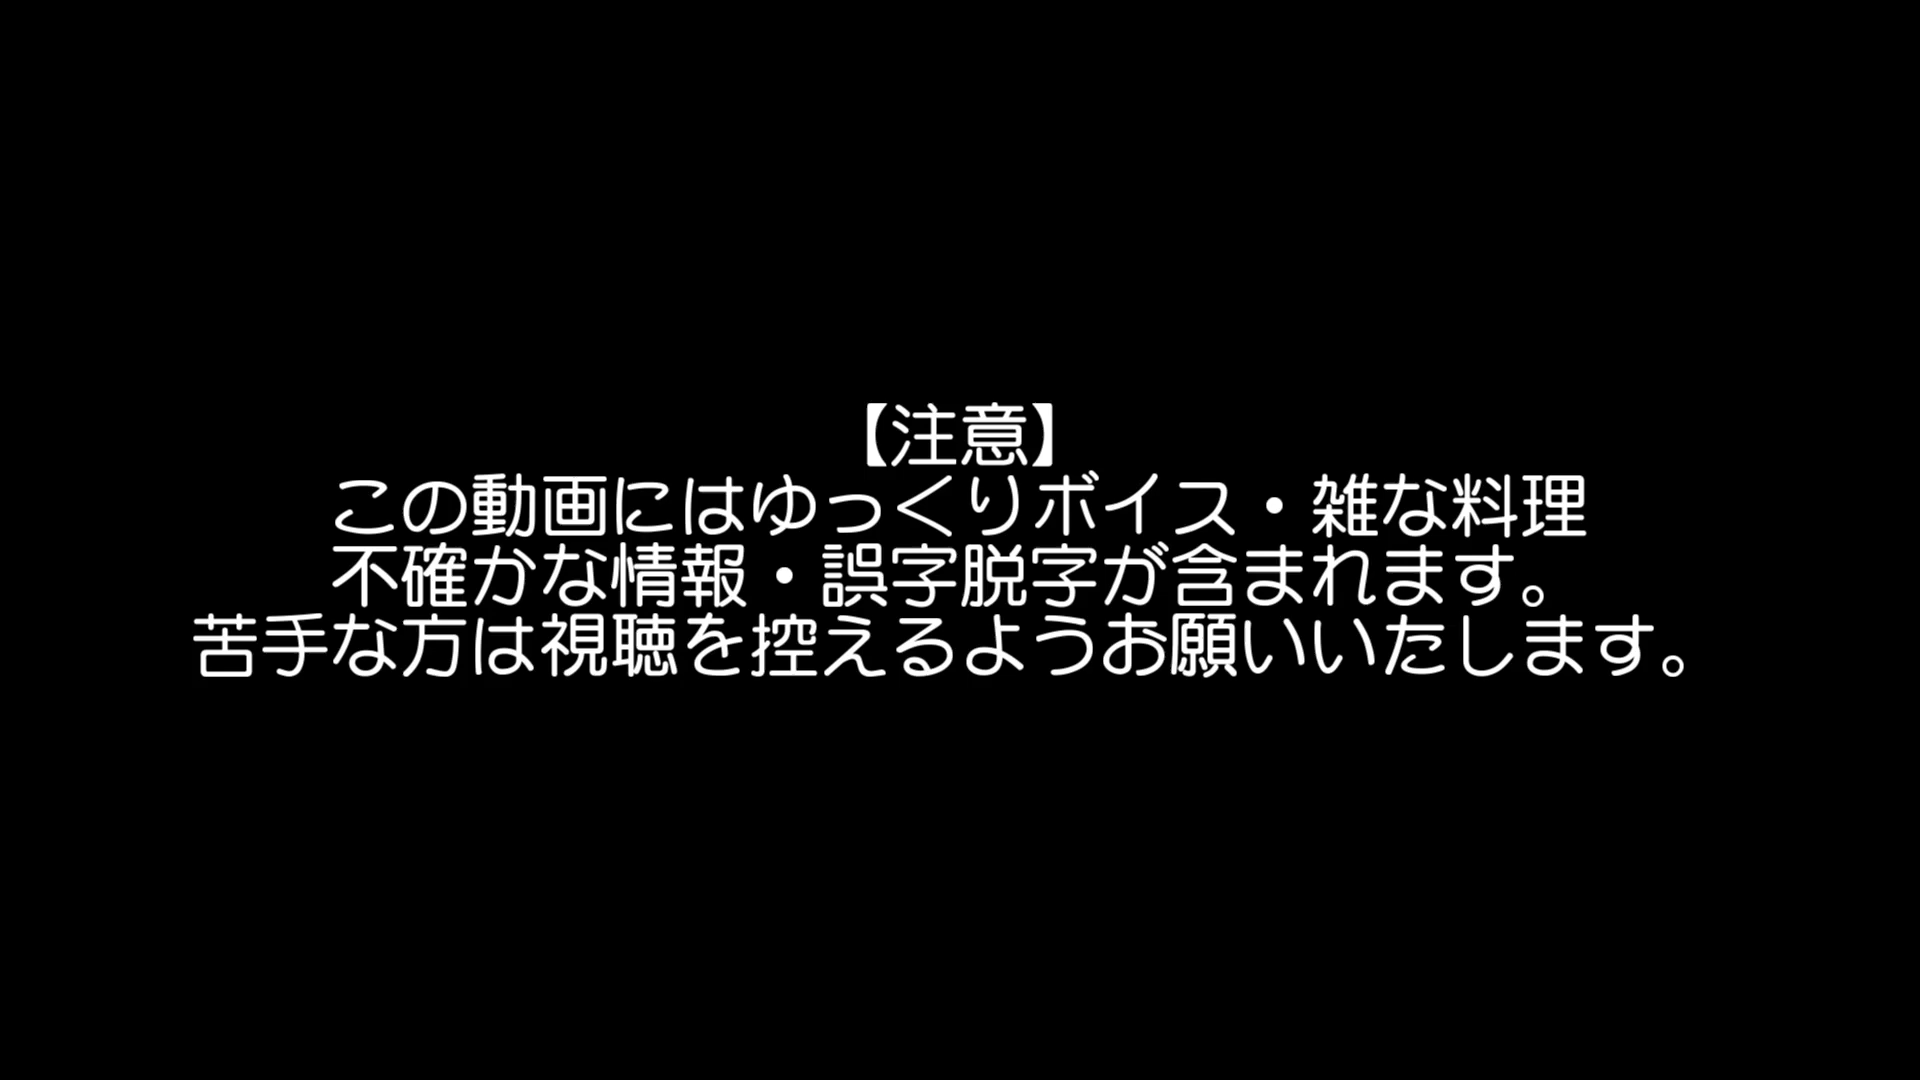 【注意】
この動画にはゆっくりボイス・雑な料理
不確かな情報・誤字脱字が含まれます。
苦手な方は視聴を控えるようお願いいたします。